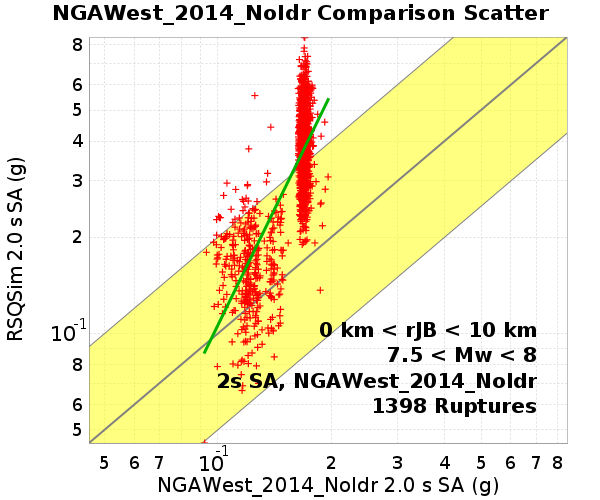 NGAWest_2014_NoIdr Comparison Scatter
8
6
5
4
3
2
10-1
8
6
5
RSQSim 2.0 s SA (g)
0 km < rJB < 10 km
7.5 < Mw < 8
2s SA, NGAWest_2014_NoIdr
1398 Ruptures
5 6 7 10-1 2 3 4 5 6 7 8
NGAWest_2014_NoIdr 2.0 s SA (g)